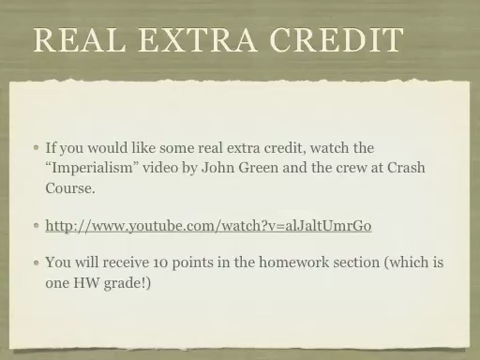 REAL EXTRA CREDIT
If you would like some real extra credit, watch the
“Imperialism” video by John Green and the crew at Crash
Course.
http://www.youtube.com/watch?v=alJaltUmrGo
You will receive 10 points in the homework section (which is
one HW grade!)